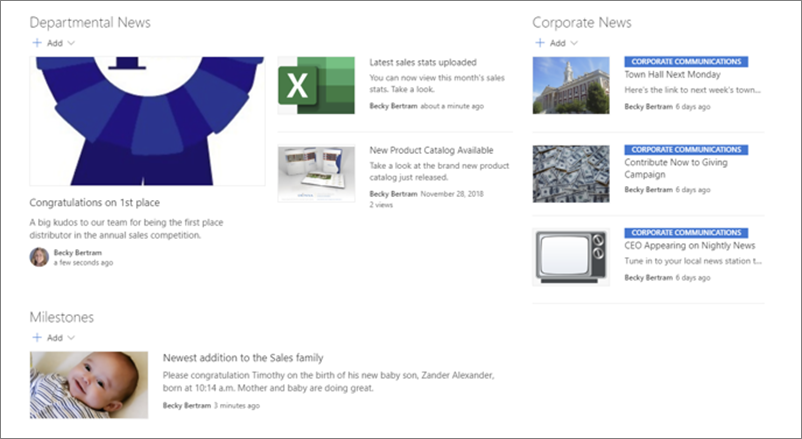 Departmental News
+ Add
Congratulations on 1st place
A big kudos to our team for being the first place
distributor in the annual sales competition.
Becky Bertram
a few seconds ago
X
Latest sales stats uploaded
You can now view this month's sales
stats. Take a look.
Becky Bertram about a minute ago
New Product Catalog Available
Take a look at the brand new product
catalog just released.
Becky Bertram November 28, 2018
2 views
Corporate News
+ Add
CORPORATE COMMUNICATIONS
Town Hall Next Monday
Here's the link to next week's town...
Becky Bertram 6 days ago
CORPORATE COMMUNICATIONS
Contribute Now to Giving
Campaign
Becky Bertram 6 days ago
CORPORATE COMMUNICATIONS
CEO Appearing on Nightly News
Tune in to your local news station t...
Becky Bertram 6 days ago
Milestones
+ Add
Newest addition to the Sales family
Please congratulation Timothy on the birth of his new baby son, Zander Alexander,
born at 10:14 a.m. Mother and baby are doing great.
Becky Bertram 3 minutes ago